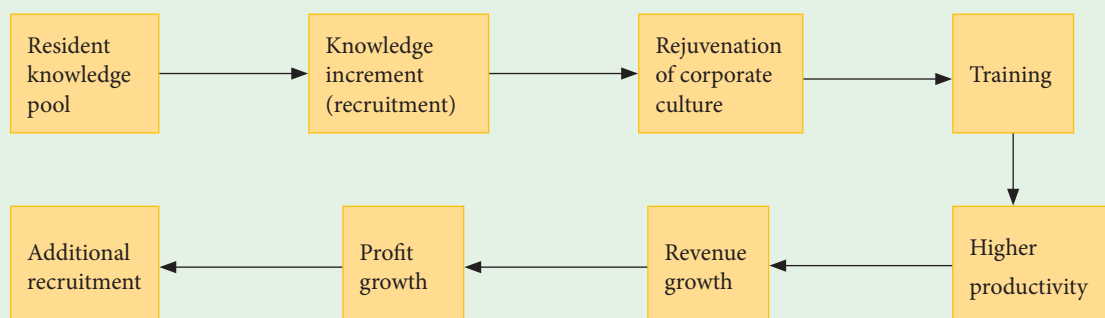 Resident
knowledge
pool
Knowledge
increment
(recruitment)
Rejuvenation
of corporate
culture
Training
Higher
productivity
Revenue
growth
Profit
growth
Additional
recruitment